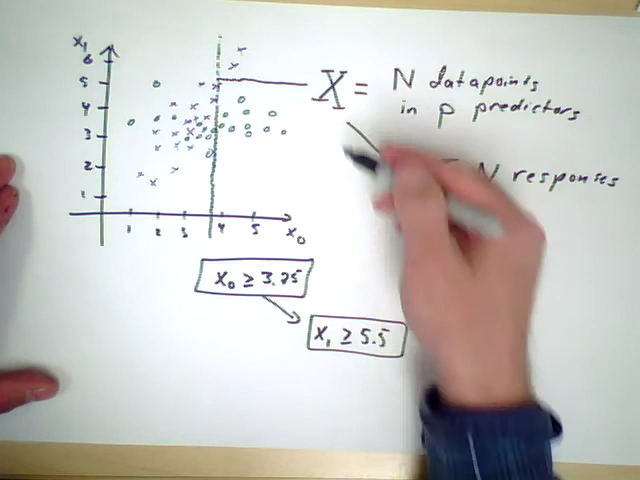 X₁
6
5
4
3
2
1
1 2 3 4 5 X₀
X = N datapoints
in p predictors
N responses
X₀ ≥ 3.75
X₁ ≥ 5.5